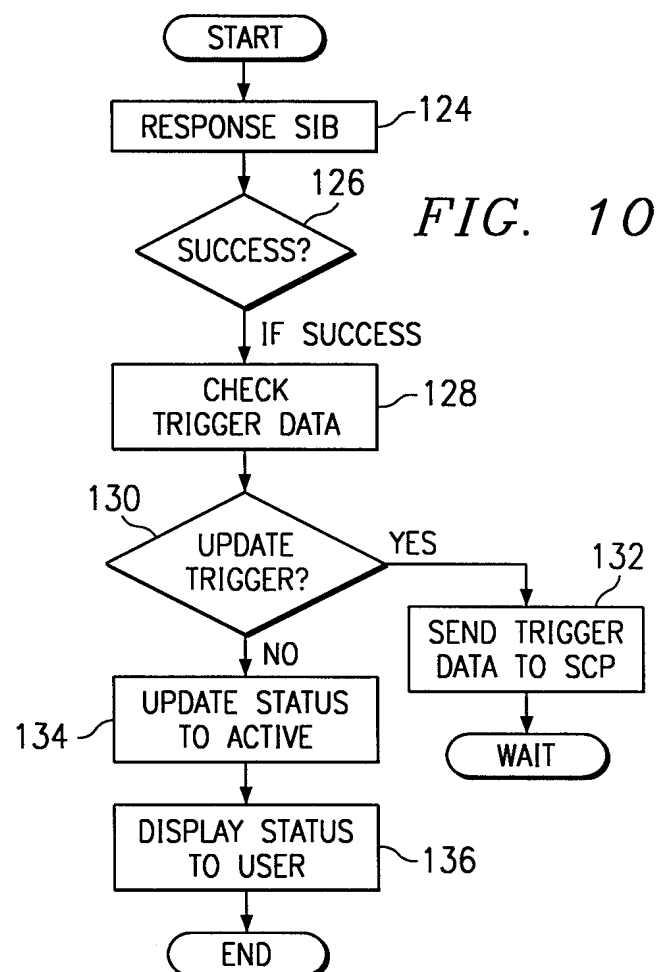 START
RESPONSE SIB
124
126
FIG. 10
SUCCESS?
IF SUCCESS
CHECK
TRIGGER DATA
128
130
UPDATE
TRIGGER?
YES
132
SEND TRIGGER
DATA TO SCP
WAIT
NO
UPDATE STATUS
TO ACTIVE
134
DISPLAY STATUS
TO USER
136
END